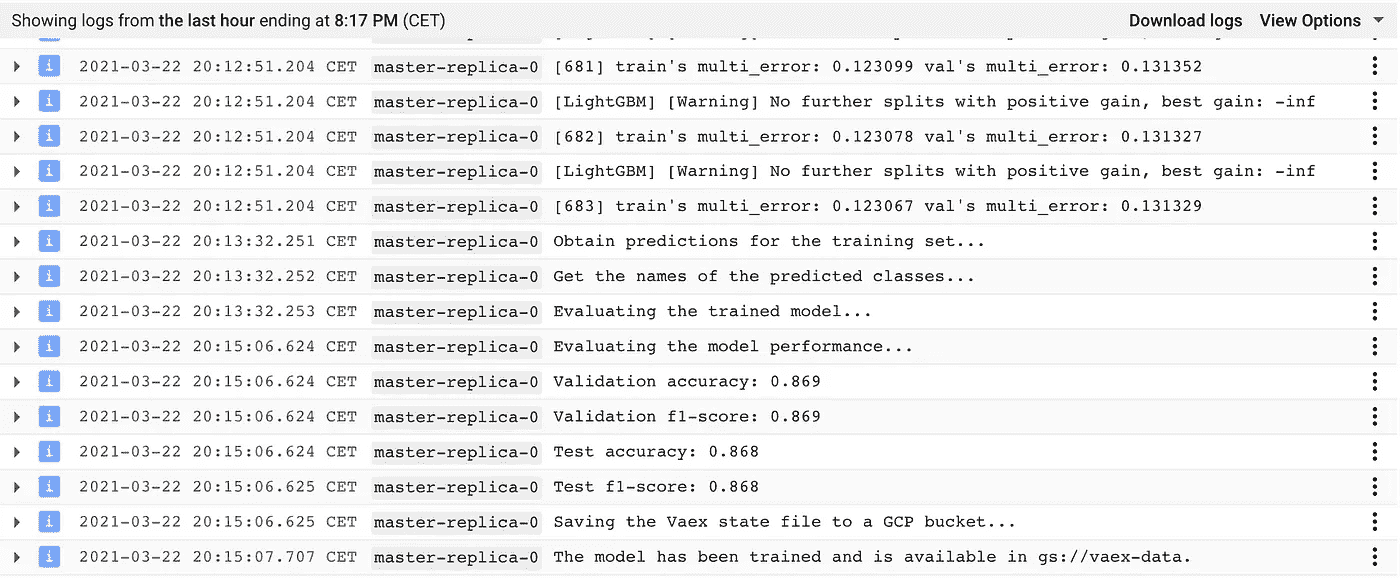 Showing logs from the last hour ending at 8:17 PM (CET) Download logs View Options
i 2021-03-22 20:12:51.204 CET master-replica-0 [681] train's multi_error: 0.123099 val's multi_error: 0.131352
i 2021-03-22 20:12:51.204 CET master-replica-0 [LightGBM] [Warning] No further splits with positive gain, best gain: -inf
i 2021-03-22 20:12:51.204 CET master-replica-0 [682] train's multi_error: 0.123078 val's multi_error: 0.131327
i 2021-03-22 20:12:51.204 CET master-replica-0 [LightGBM] [Warning] No further splits with positive gain, best gain: -inf
i 2021-03-22 20:12:51.204 CET master-replica-0 [683] train's multi_error: 0.123067 val's multi_error: 0.131329
i 2021-03-22 20:13:32.251 CET master-replica-0 Obtain predictions for the training set...
i 2021-03-22 20:13:32.252 CET master-replica-0 Get the names of the predicted classes...
i 2021-03-22 20:13:32.253 CET master-replica-0 Evaluating the trained model...
i 2021-03-22 20:15:06.624 CET master-replica-0 Evaluating the model performance...
i 2021-03-22 20:15:06.624 CET master-replica-0 Validation accuracy: 0.869
i 2021-03-22 20:15:06.624 CET master-replica-0 Validation f1-score: 0.869
i 2021-03-22 20:15:06.624 CET master-replica-0 Test accuracy: 0.868
i 2021-03-22 20:15:06.625 CET master-replica-0 Test f1-score: 0.868
i 2021-03-22 20:15:06.625 CET master-replica-0 Saving the Vaex state file to a GCP bucket...
i 2021-03-22 20:15:07.707 CET master-replica-0 The model has been trained and is available in gs://vaex-data.